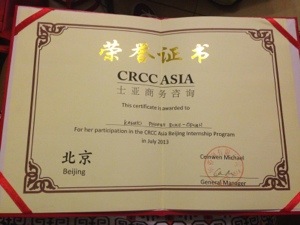 荣誉证书
CRCC ASIA
士亚商务咨询
This certificate is awarded to
For her participation in the CRCC Asia Beijing Internship Program
in July 2013
北京
Beijing
Michael
General Manager